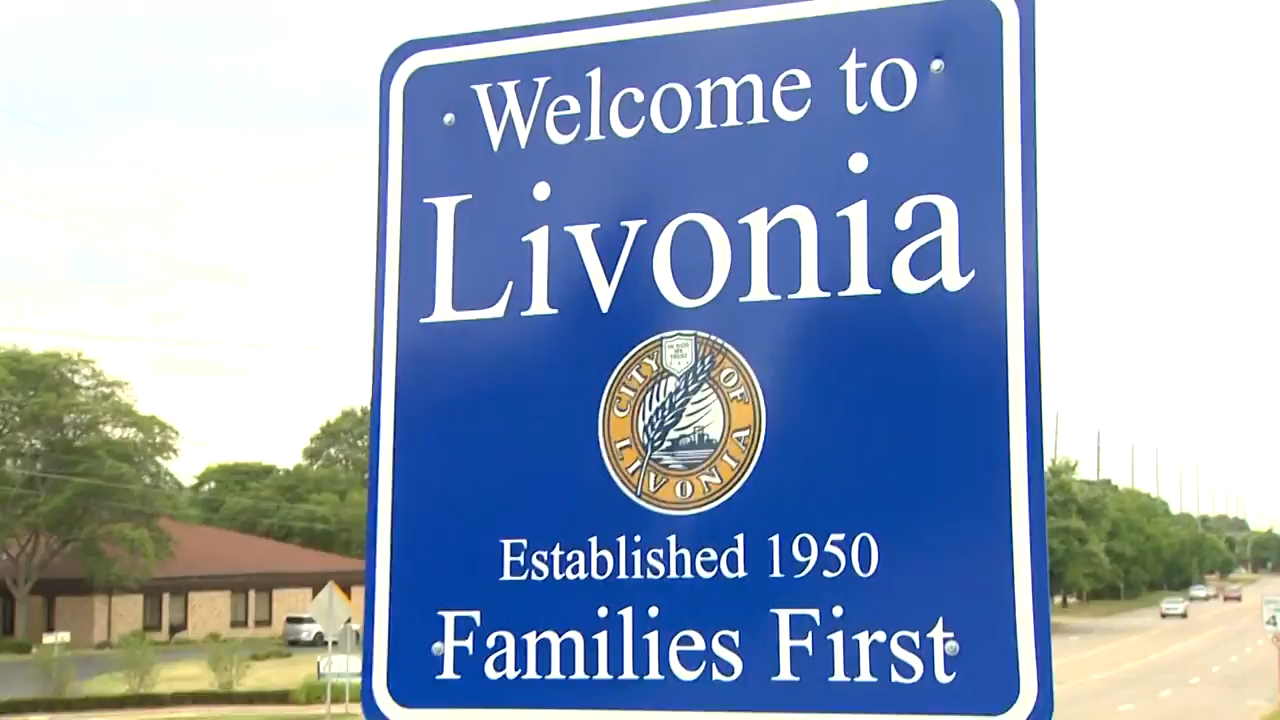 Welcome to
Livonia
CITY OF
LIVONIA
Established 1950
Families First